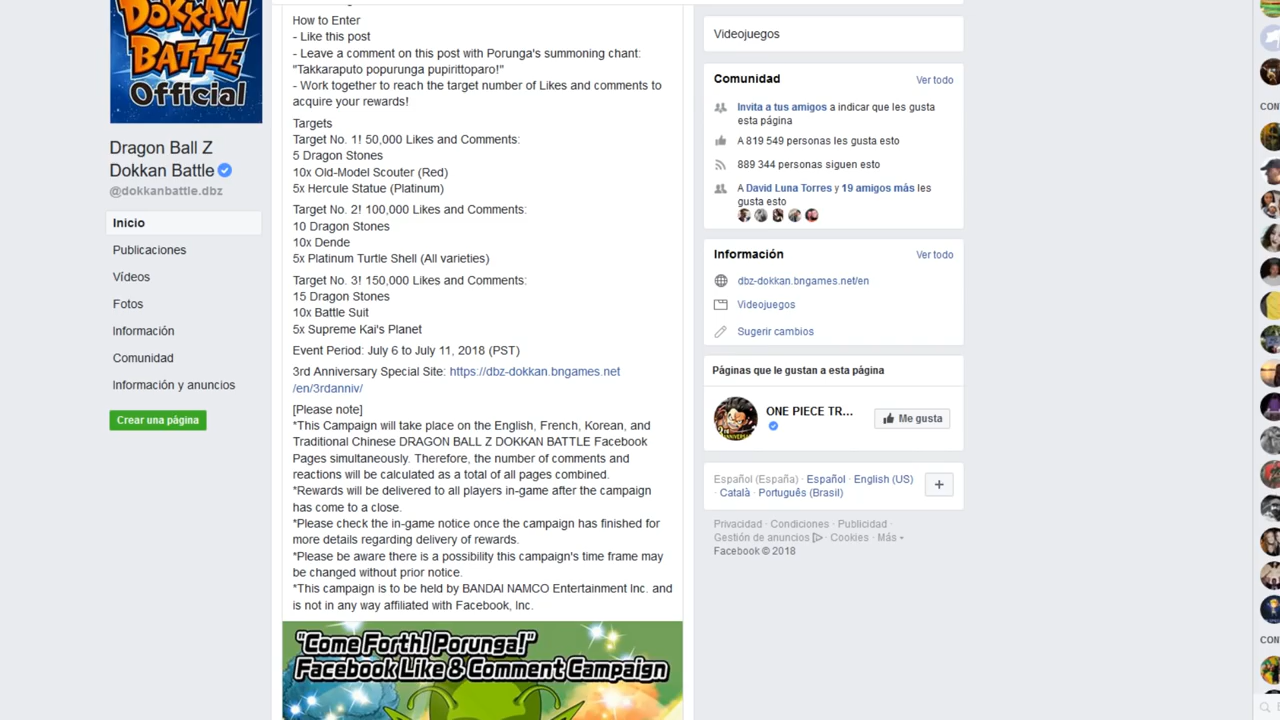 DOKKAN
BATTLE
Official
Dragon Ball Z
Dokkan Battle
@dokkanbattle.dbz
Inicio
Publicaciones
Vídeos
Fotos
Información
Comunidad
Información y anuncios
Crear una página
How to Enter
- Like this post
- Leave a comment on this post with Porunga's summoning chant:
"Takkaraputo popurunga pupirittoparo!"
- Work together to reach the target number of Likes and comments to
acquire your rewards!
Targets
Target No. 1! 50,000 Likes and Comments:
5 Dragon Stones
10x Old-Model Scouter (Red)
5x Hercule Statue (Platinum)
Target No. 2! 100,000 Likes and Comments:
10 Dragon Stones
10x Dende
5x Platinum Turtle Shell (All varieties)
Target No. 3! 150,000 Likes and Comments:
15 Dragon Stones
10x Battle Suit
5x Supreme Kai's Planet
Event Period: July 6 to July 11, 2018 (PST)
3rd Anniversary Special Site: https://dbz-dokkan.bngames.net
/en/3rdanniv/
[Please note]
*This Campaign will take place on the English, French, Korean, and
Traditional Chinese DRAGON BALL Z DOKKAN BATTLE Facebook
Pages simultaneously. Therefore, the number of comments and
reactions will be calculated as a total of all pages combined.
*Rewards will be delivered to all players in-game after the campaign
has come to a close.
*Please check the in-game notice once the campaign has finished for
more details regarding delivery of rewards.
*Please be aware there is a possibility this campaign's time frame may
be changed without prior notice.
*This campaign is to be held by BANDAI NAMCO Entertainment Inc. and
is not in any way affiliated with Facebook, Inc.
"Come Forth! Porunga!"
Facebook Like & Comment Campaign
Videojuegos
Comunidad Ver todo
Invita a tus amigos a indicar que les gusta
esta página
A 819 549 personas les gusta esto
889 344 personas siguen esto
A David Luna Torres y 19 amigos más les
gusta esto
Información Ver todo
dbz-dokkan.bngames.net/en
Videojuegos
Sugerir cambios
Páginas que le gustan a esta página
ONE PIECE TR...
Me gusta
Español (España) · Español · English (US)
· Català · Português (Brasil)
Privacidad · Condiciones · Publicidad ·
Gestión de anuncios · Cookies · Más
Facebook © 2018
CON
CON